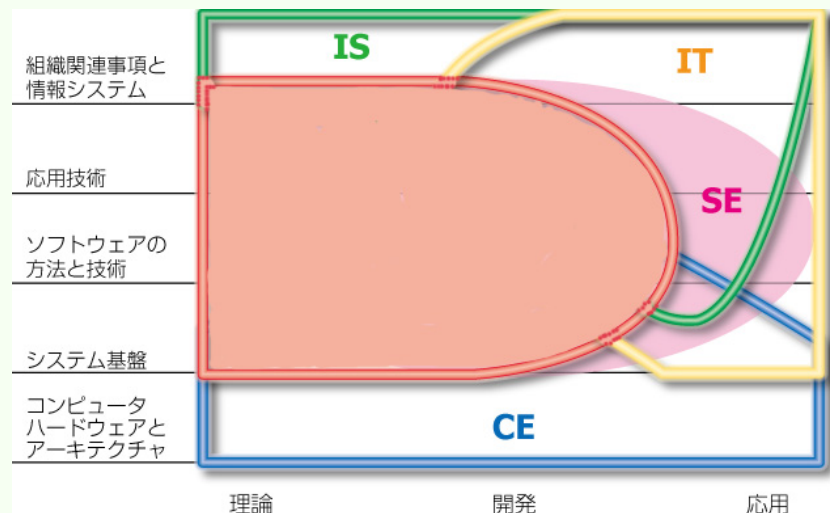 IS
IT
組織関連事項と
情報システム
応用技術
SE
ソフトウェアの
方法と技術
システム基盤
コンピュータ
ハードウェアと
アーキテクチャ
CE
理論
開発
応用